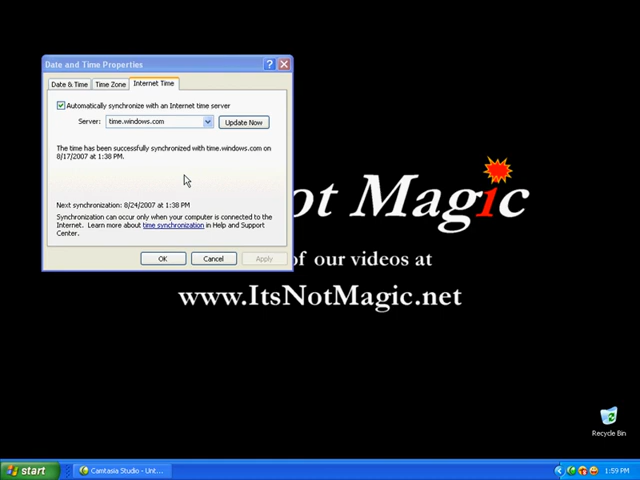 Date and Time Properties
Date & Time
Time Zone
Internet Time
Automatically synchronize with an Internet time server
Server:
time.windows.com
Update Now
The time has been successfully synchronized with time.windows.com on
8/17/2007 at 1:38 PM.
Next synchronization: 8/24/2007 at 1:38 PM
Synchronization can occur only when your computer is connected to the
Internet. Learn more about time synchronization in Help and Support
Center.
OK
Cancel
Apply
ot Magic
of our videos at
www.ItsNotMagic.net
Recycle Bin
start
Camtasia Studio - Unt...
1:59 PM